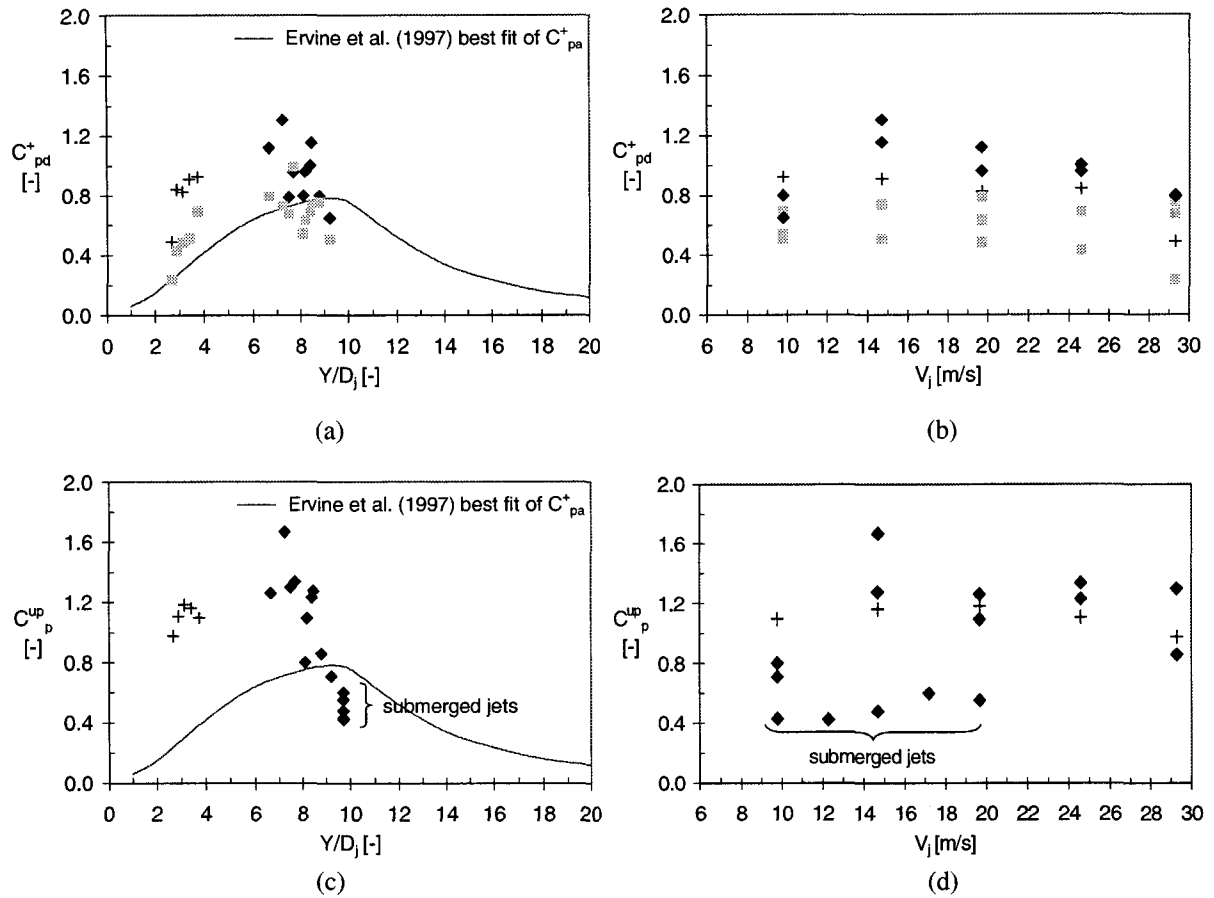 2.0
1.6
1.2
0.8
0.4
0.0
C⁺pd
[-]
Ervine et al. (1997) best fit of C⁺pa
0 2 4 6 8 10 12 14 16 18 20
Y/Dj [-]
(a)
2.0
1.6
1.2
0.8
0.4
0.0
C⁺pd
[-]
6 8 10 12 14 16 18 20 22 24 26 28 30
Vj [m/s]
(b)
2.0
1.6
1.2
0.8
0.4
0.0
Cᵘᵖp
[-]
Ervine et al. (1997) best fit of C⁺pa
submerged jets
0 2 4 6 8 10 12 14 16 18 20
Y/Dj [-]
(c)
2.0
1.6
1.2
0.8
0.4
0.0
Cᵘᵖp
[-]
submerged jets
6 8 10 12 14 16 18 20 22 24 26 28 30
Vj [m/s]
(d)